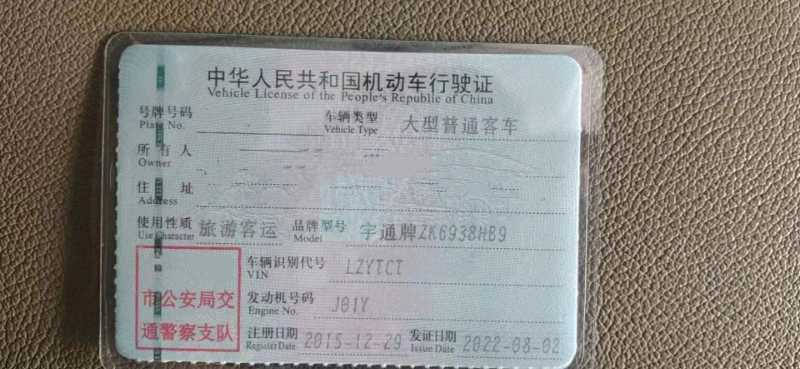 中华人民共和国机动车行驶证
Vehicle License of the People's Republic of China
号牌号码 车辆类型 大型普通客车
Plate No. Vehicle Type
所有人
Owner
住址
Address
使用性质 旅游客运 品牌型号 宇通牌ZK6938HB9
Use Character Model
车辆识别代号 LZYTCT
VIN
市公安局交
通警察支队
发动机号码 J61Y
Engine No.
注册日期 2015-12-29 发证日期 2022-08-02
Register Date Issue Date